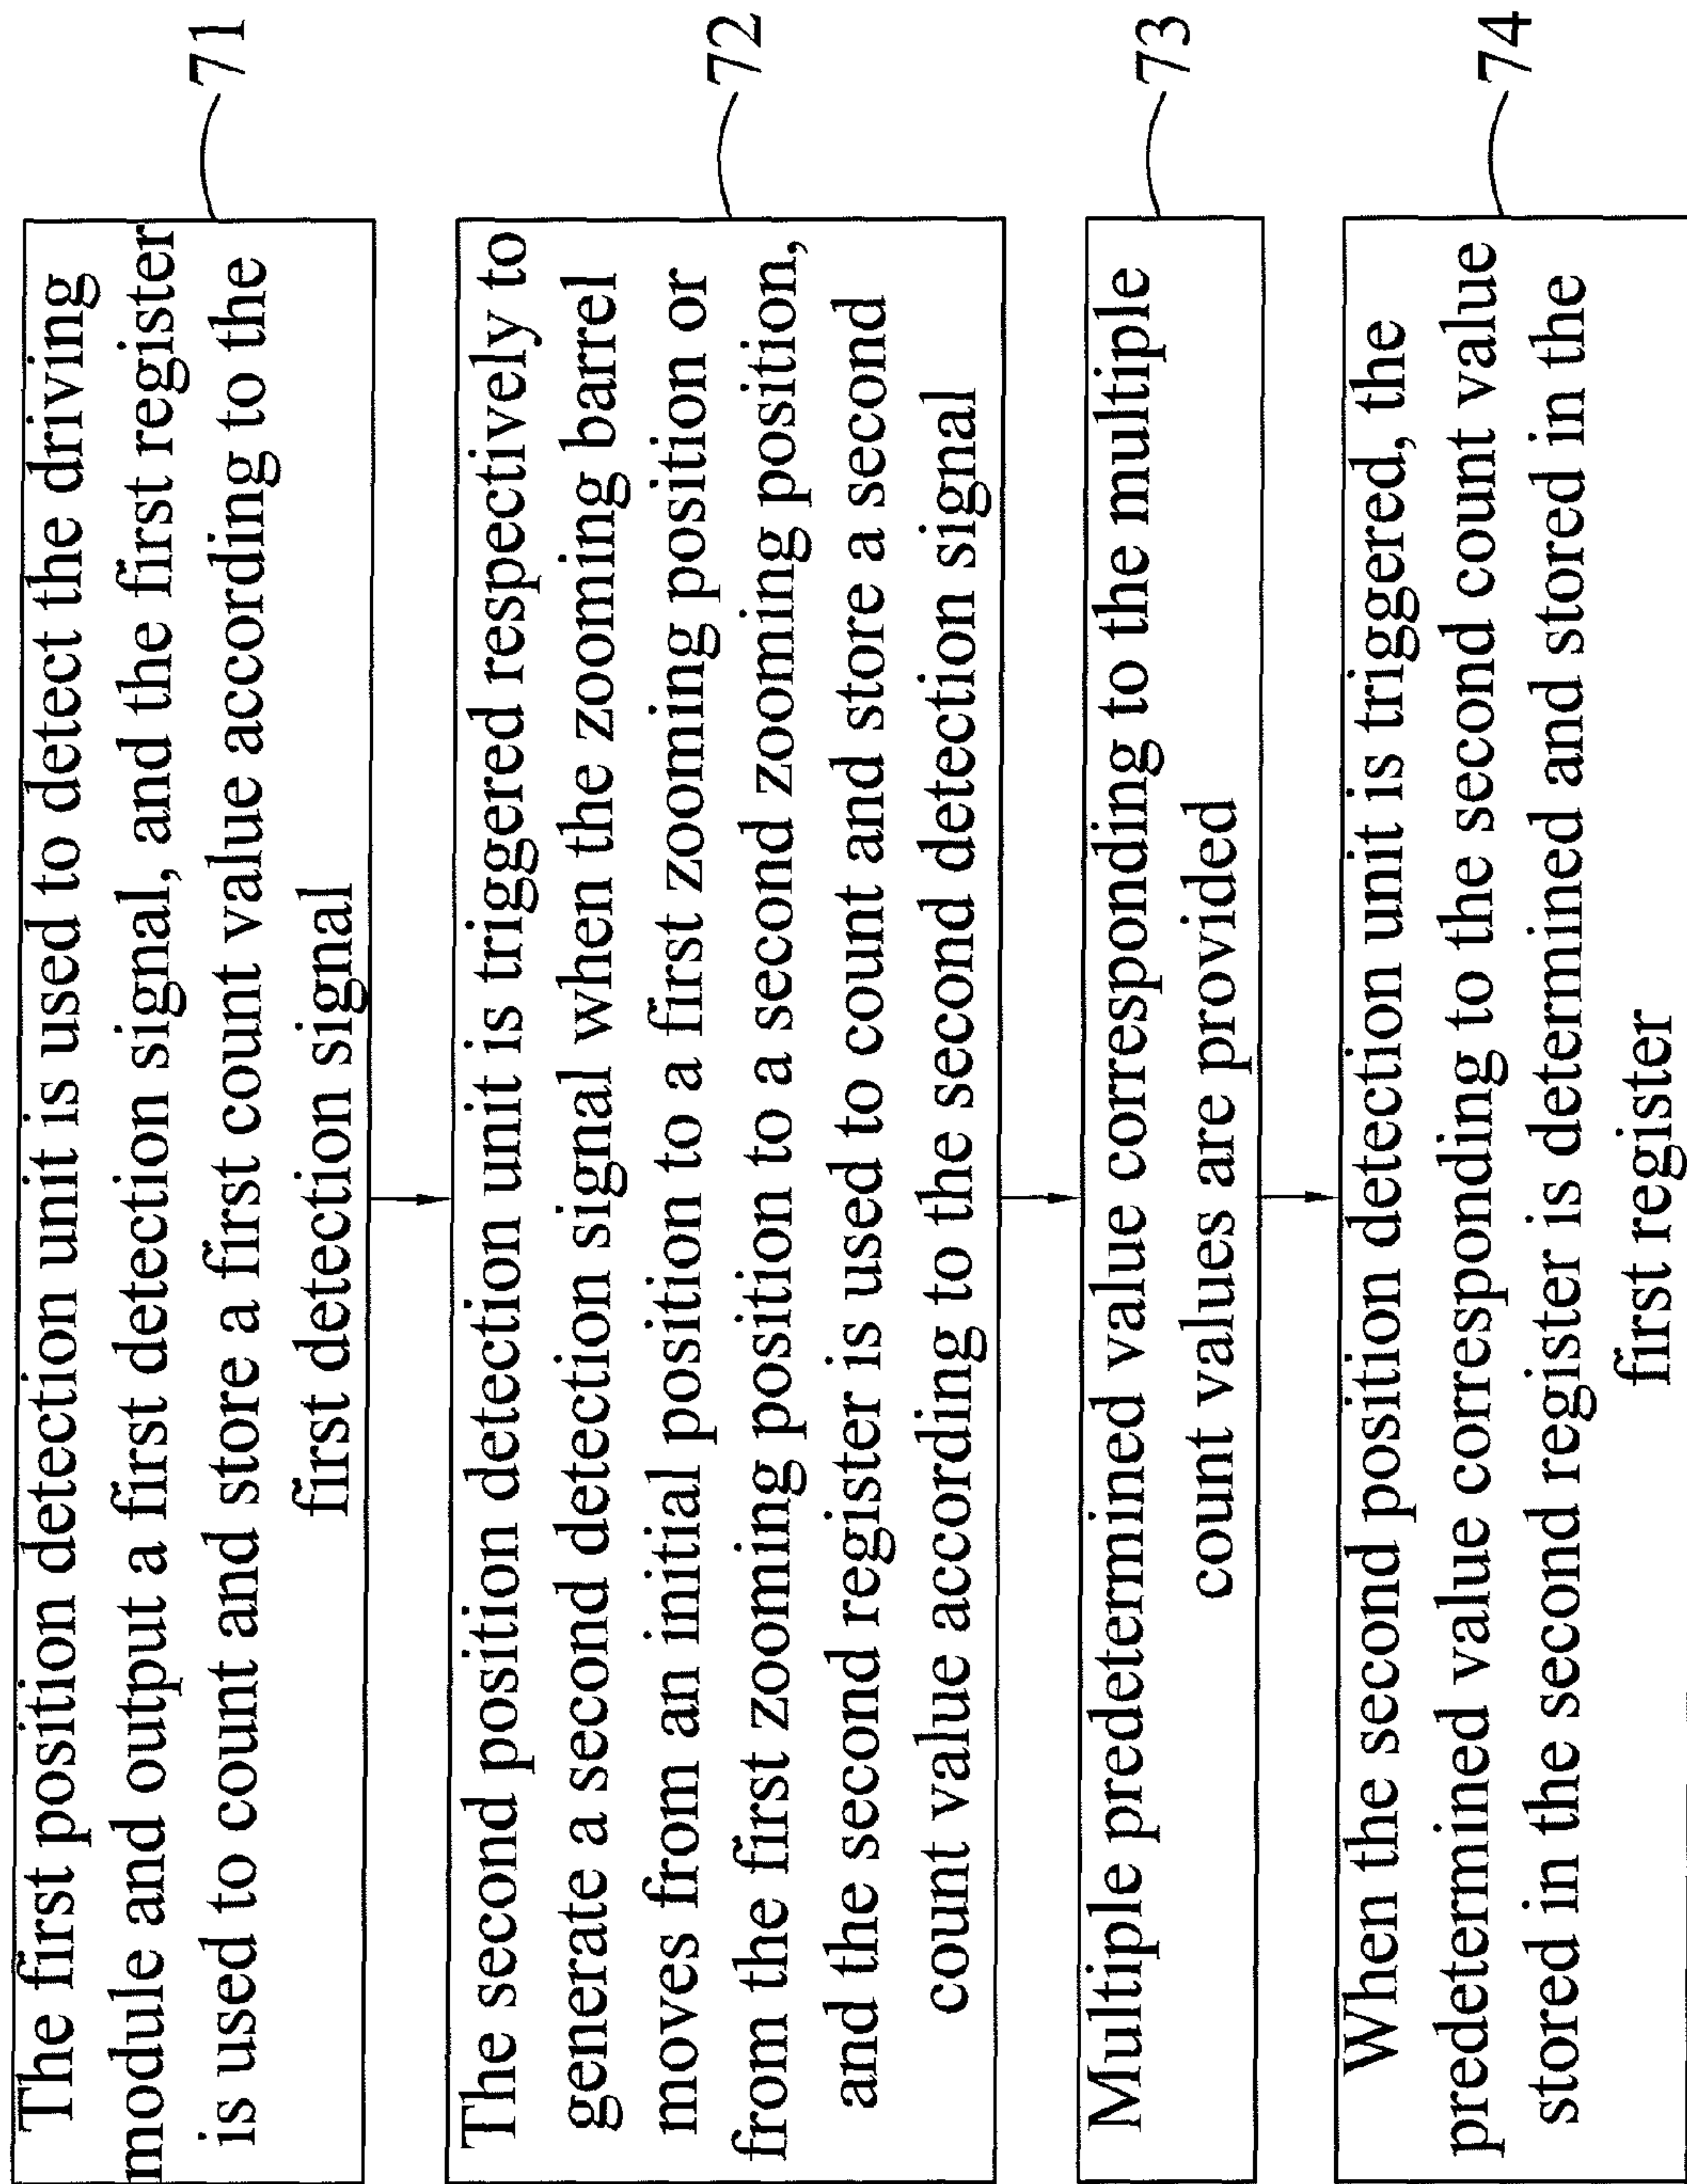 The first position detection unit is used to detect the driving
module and output a first detection signal, and the first register
is used to count and store a first count value according to the
first detection signal
71
The second position detection unit is triggered respectively to
generate a second detection signal when the zooming barrel
moves from an initial position to a first zooming position or
from the first zooming position to a second zooming position,
and the second register is used to count and store a second
count value according to the second detection signal
72
Multiple predetermined value corresponding to the multiple
count values are provided
73
When the second position detection unit is triggered, the
predetermined value corresponding to the second count value
stored in the second register is determined and stored in the
first register
74